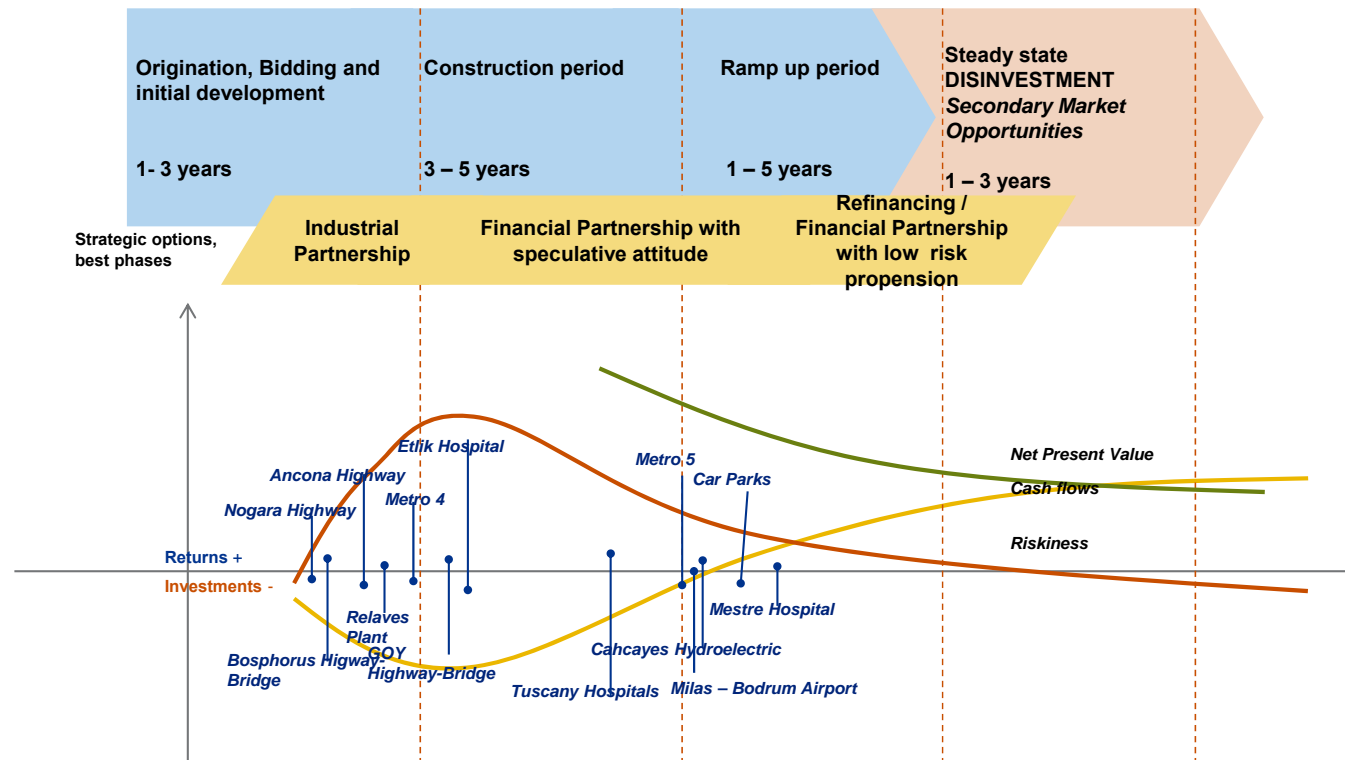 Origination, Bidding and
initial development
1- 3 years
Construction period
3 – 5 years
Ramp up period
1 – 5 years
Steady state
DISINVESTMENT
Secondary Market
Opportunities
1 – 3 years
Strategic options,
best phases
Industrial
Partnership
Financial Partnership with
speculative attitude
Refinancing /
Financial Partnership
with low risk
propension
Etlik Hospital
Ancona Highway
Metro 4
Nogara Highway
Metro 5
Car Parks
Net Present Value
Cash flows
Riskiness
Returns +
Investments -
Relaves
Plant
GOY
Highway-Bridge
Bosphorus Higway-
Bridge
Mestre Hospital
Cahcayes Hydroelectric
Tuscany Hospitals
Milas – Bodrum Airport